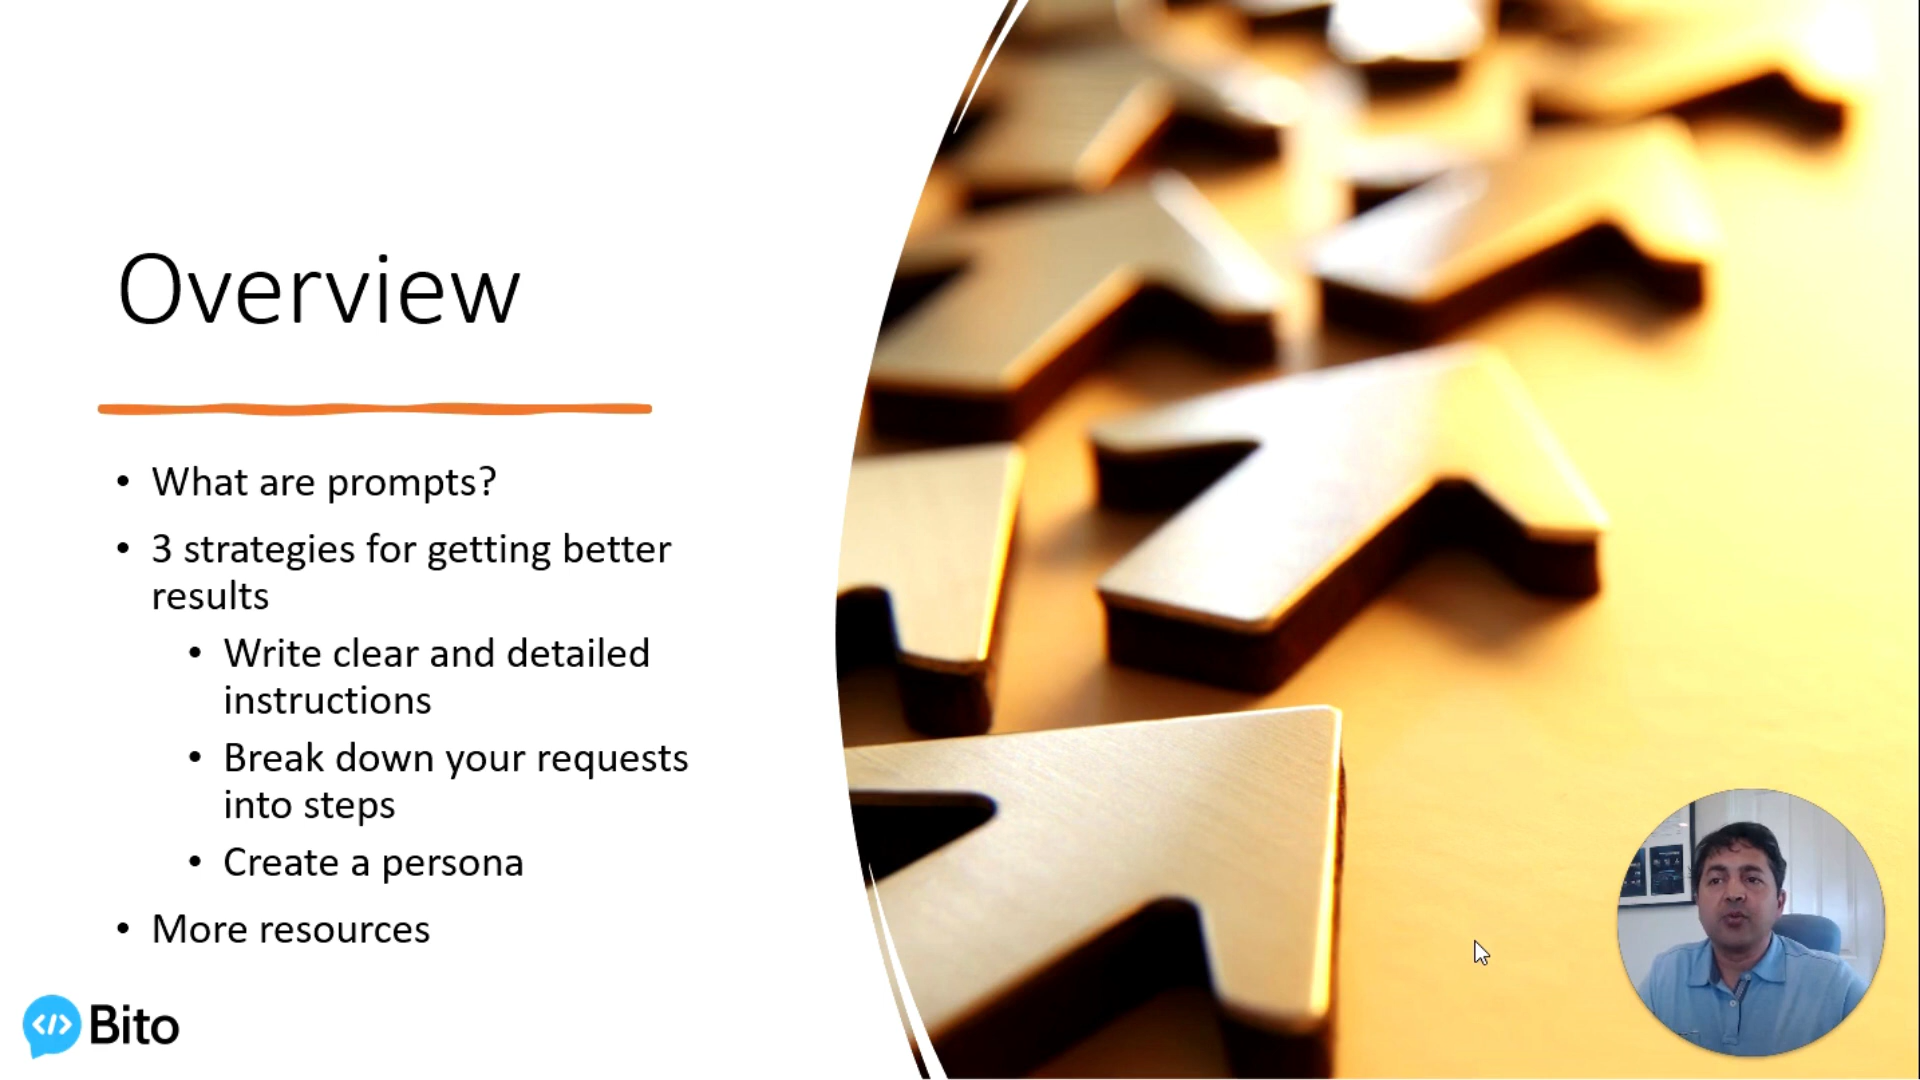 Overview
• What are prompts?
• 3 strategies for getting better
results
• Write clear and detailed
instructions
• Break down your requests
into steps
• Create a persona
• More resources
</> Bito